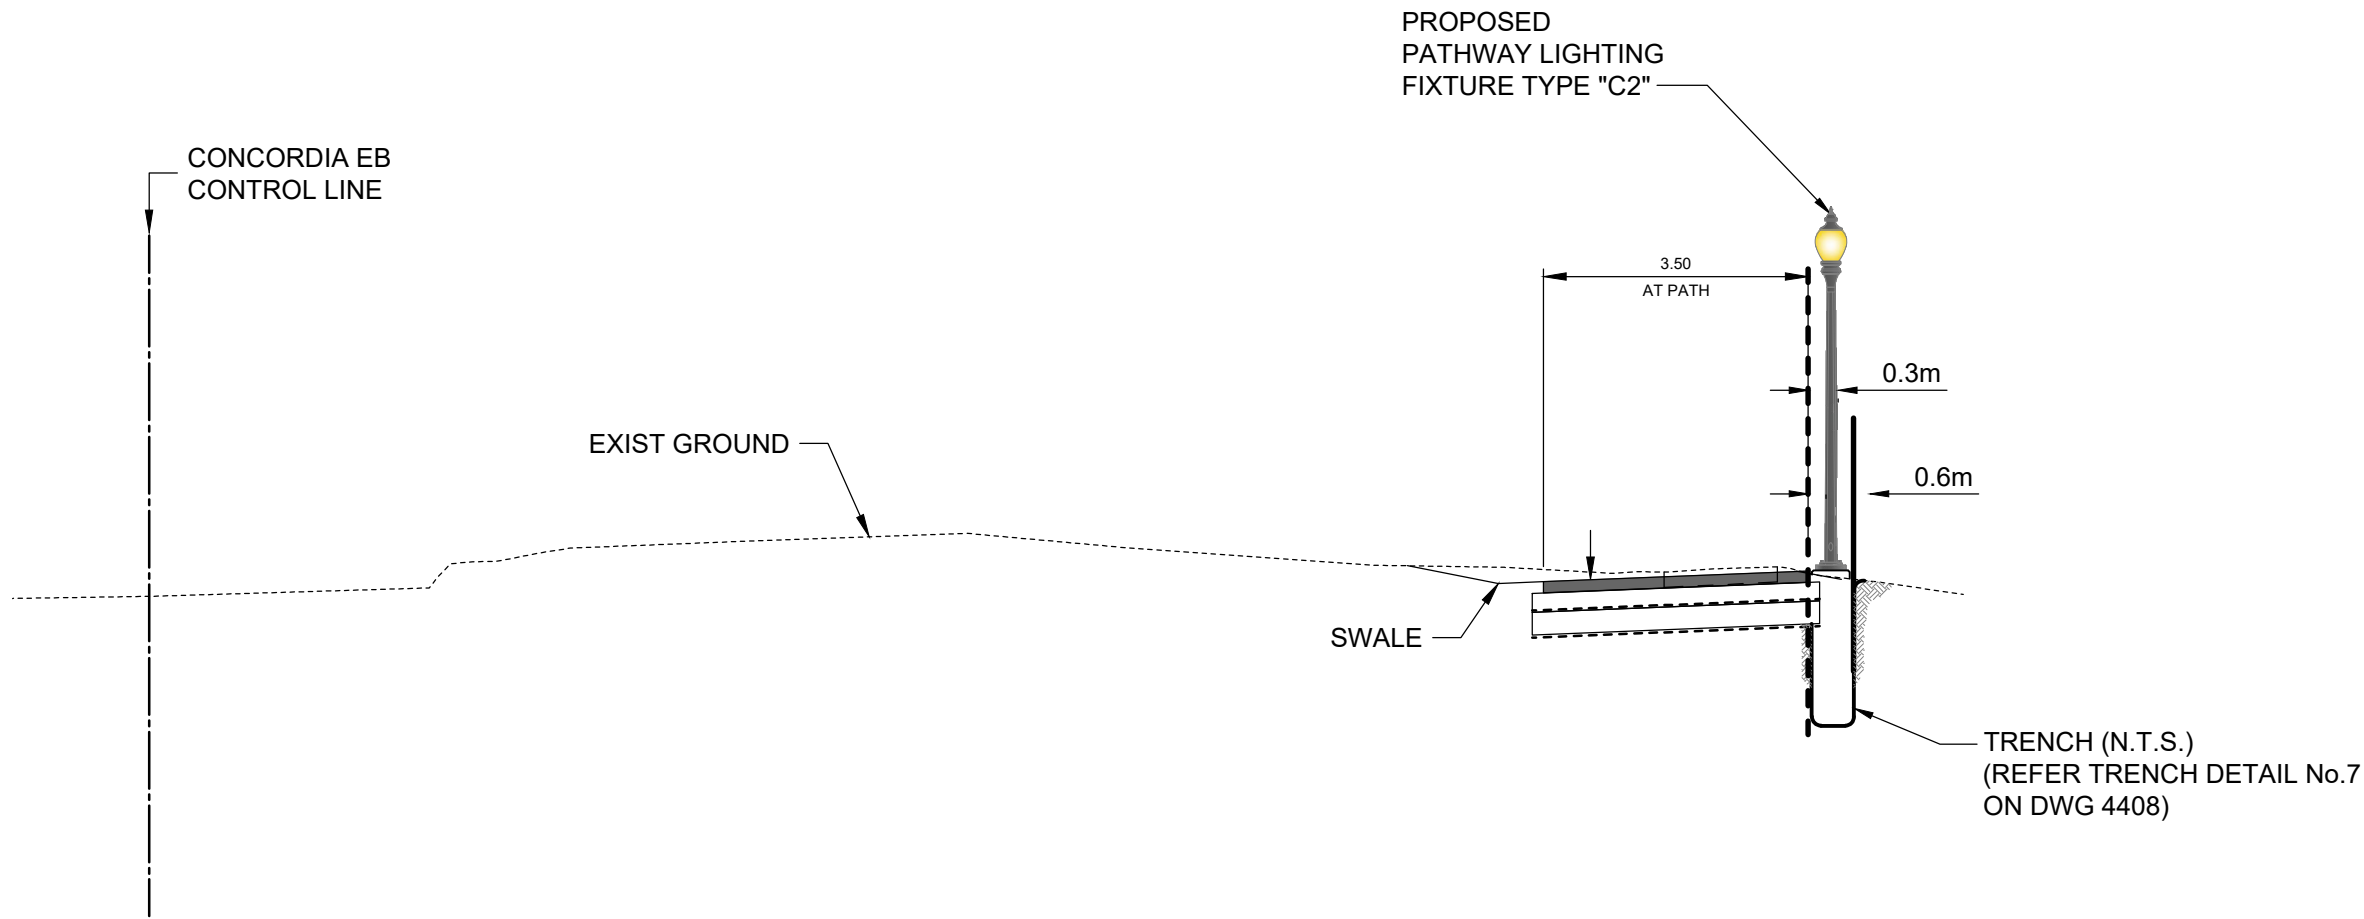 PROPOSED
PATHWAY LIGHTING
FIXTURE TYPE "C2"
CONCORDIA EB
CONTROL LINE
3.50
AT PATH
0.3m
EXIST GROUND
0.6m
SWALE
TRENCH (N.T.S.)
(REFER TRENCH DETAIL No.7
ON DWG 4408)